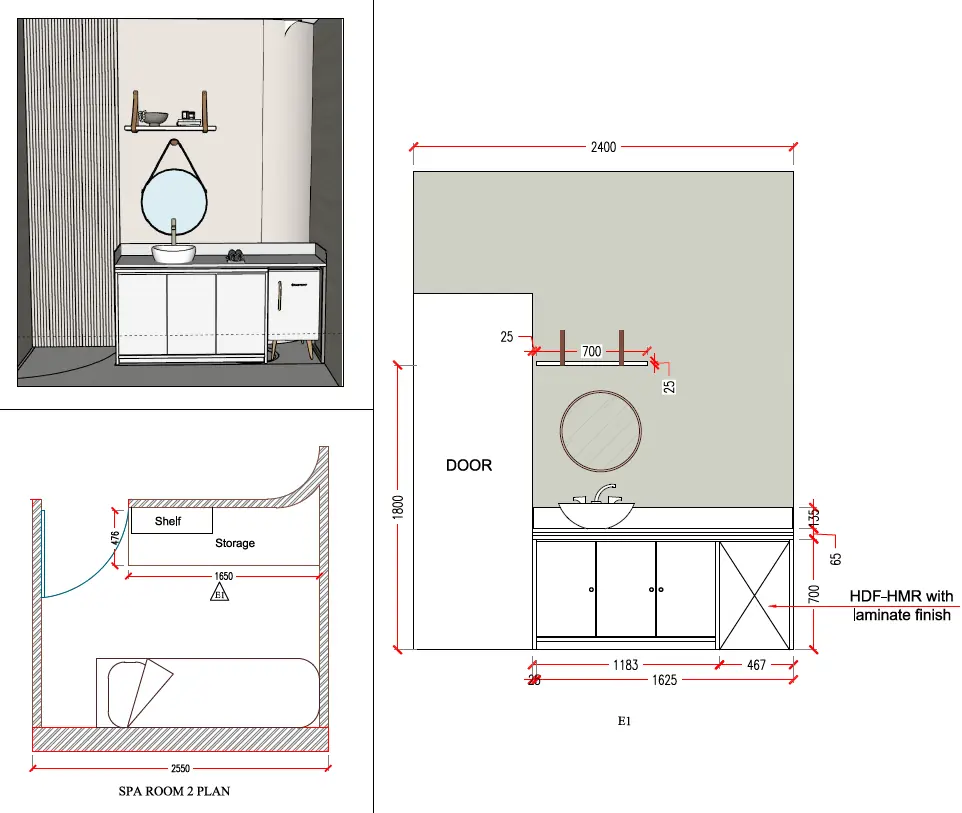 2400
25
700
25
DOOR
1800
135
65
700
HDF-HMR with
laminate finish
1183
467
1625
E1
Shelf
Storage
476
1650
E1
2550
SPA ROOM 2 PLAN